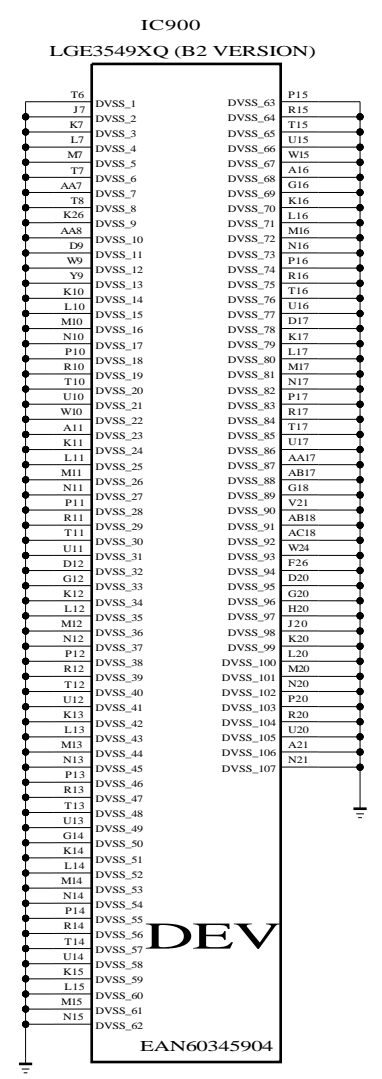 IC900
LGE3549XQ (B2 VERSION)
T6 DVSS_1 DVSS_63 P15
J7 DVSS_2 DVSS_64 R15
K7 DVSS_3 DVSS_65 T15
L7 DVSS_4 DVSS_66 U15
M7 DVSS_5 DVSS_67 W15
T7 DVSS_6 DVSS_68 A16
AA7 DVSS_7 DVSS_69 G16
T8 DVSS_8 DVSS_70 K16
K26 DVSS_9 DVSS_71 L16
AA8 DVSS_10 DVSS_72 M16
D9 DVSS_11 DVSS_73 N16
W9 DVSS_12 DVSS_74 P16
Y9 DVSS_13 DVSS_75 R16
K10 DVSS_14 DVSS_76 T16
L10 DVSS_15 DVSS_77 U16
M10 DVSS_16 DVSS_78 D17
N10 DVSS_17 DVSS_79 K17
P10 DVSS_18 DVSS_80 L17
R10 DVSS_19 DVSS_81 M17
T10 DVSS_20 DVSS_82 N17
U10 DVSS_21 DVSS_83 P17
W10 DVSS_22 DVSS_84 R17
A11 DVSS_23 DVSS_85 T17
K11 DVSS_24 DVSS_86 U17
L11 DVSS_25 DVSS_87 AA17
M11 DVSS_26 DVSS_88 AB17
N11 DVSS_27 DVSS_89 G18
P11 DVSS_28 DVSS_90 V21
R11 DVSS_29 DVSS_91 AB18
T11 DVSS_30 DVSS_92 AC18
U11 DVSS_31 DVSS_93 W24
D12 DVSS_32 DVSS_94 F26
G12 DVSS_33 DVSS_95 D20
K12 DVSS_34 DVSS_96 G20
L12 DVSS_35 DVSS_97 H20
M12 DVSS_36 DVSS_98 J20
N12 DVSS_37 DVSS_99 K20
P12 DVSS_38 DVSS_100 L20
R12 DVSS_39 DVSS_101 M20
T12 DVSS_40 DVSS_102 N20
U12 DVSS_41 DVSS_103 P20
K13 DVSS_42 DVSS_104 R20
L13 DVSS_43 DVSS_105 U20
M13 DVSS_44 DVSS_106 A21
N13 DVSS_45 DVSS_107 N21
P13 DVSS_46
R13 DVSS_47
T13 DVSS_48
U13 DVSS_49
G14 DVSS_50
K14 DVSS_51
L14 DVSS_52
M14 DVSS_53
N14 DVSS_54
P14 DVSS_55
R14 DVSS_56
T14 DVSS_57
U14 DVSS_58
K15 DVSS_59
L15 DVSS_60
M15 DVSS_61
N15 DVSS_62
DEV
EAN60345904